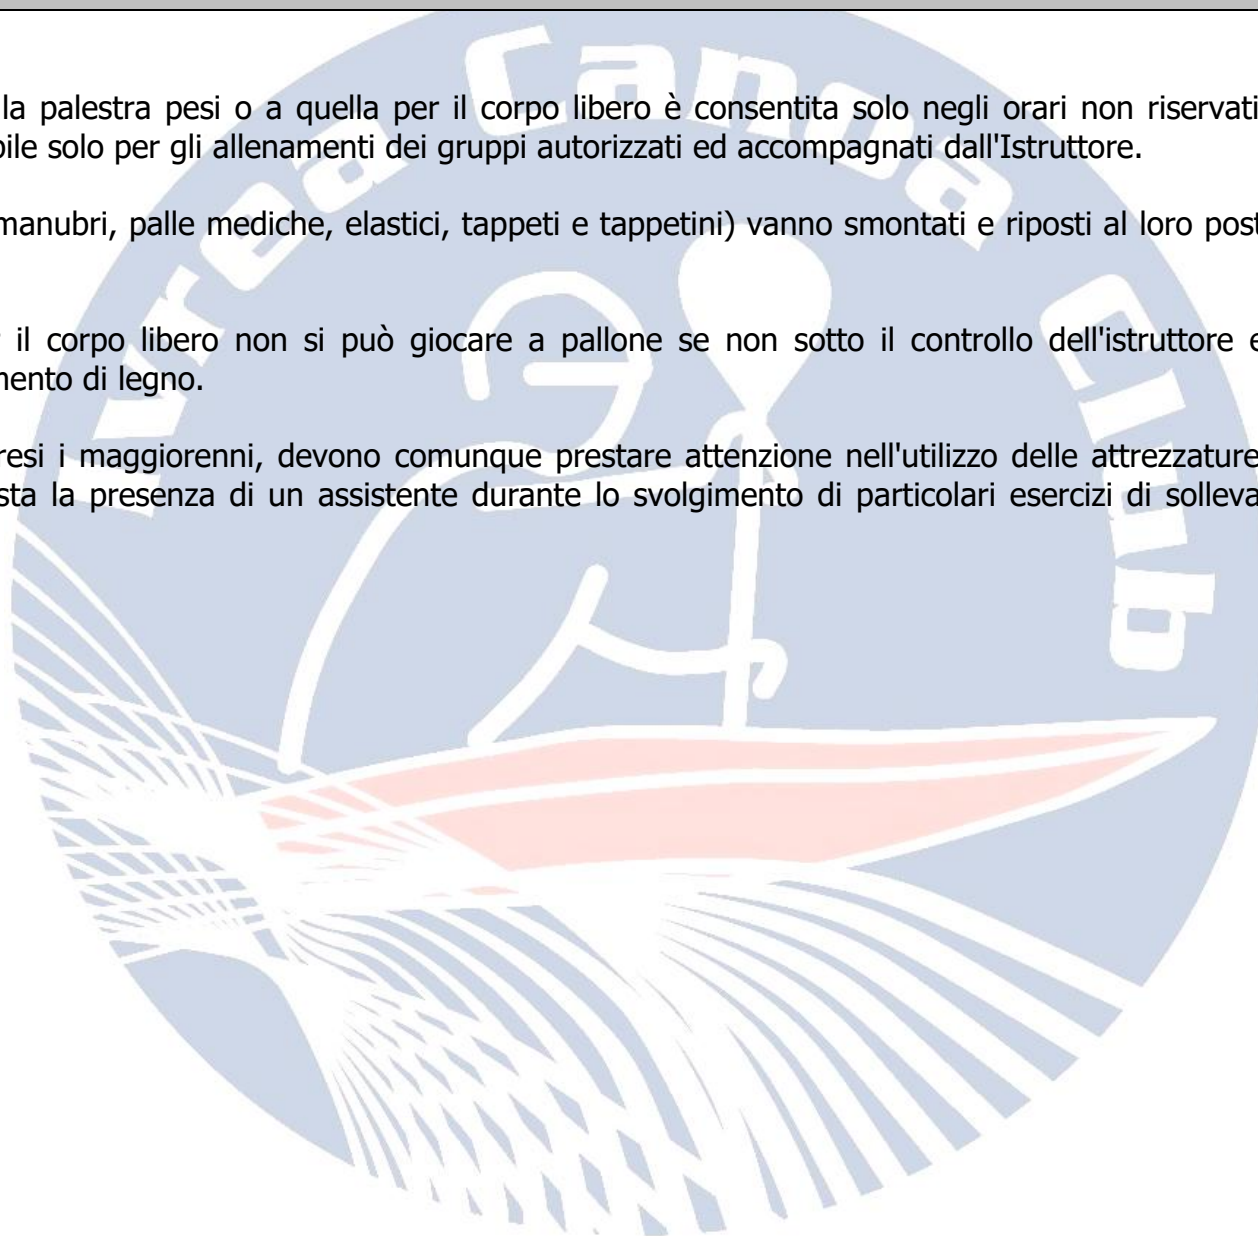 la palestra pesi o a quella per il corpo libero è consentita solo negli orari non riservati
bile solo per gli allenamenti dei gruppi autorizzati ed accompagnati dall'Istruttore.
manubri, palle mediche, elastici, tappeti e tappetini) vanno smontati e riposti al loro post
il corpo libero non si può giocare a pallone se non sotto il controllo dell'istruttore e
mento di legno.
resi i maggiorenni, devono comunque prestare attenzione nell'utilizzo delle attrezzature
sta la presenza di un assistente durante lo svolgimento di particolari esercizi di solleva
Ivrea Canoa Club